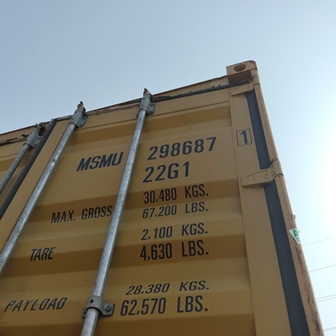 MSMU 298687 1
22G1
30.480 KGS.
MAX. GROSS 67.200 LBS.
2.100 KGS.
TARE 4.630 LBS.
28.380 KGS.
PAYLOAD 62.570 LBS.